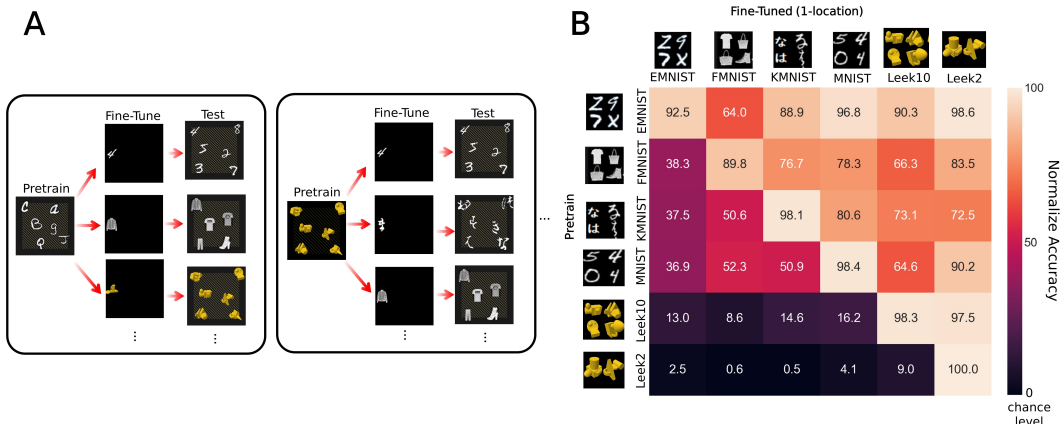 A
Fine-Tune Test
Pretrain
⋮ ⋮
Fine-Tune Test
Pretrain
...
⋮ ⋮
B
Fine-Tuned (1-location)
EMNIST FMNIST KMNIST MNIST Leek10 Leek2
Pretrain
EMNIST 92.5 64.0 88.9 96.8 90.3 98.6
FMNIST 38.3 89.8 76.7 78.3 66.3 83.5
KMNIST 37.5 50.6 98.1 80.6 73.1 72.5
MNIST 36.9 52.3 50.9 98.4 64.6 90.2
Leek10 13.0 8.6 14.6 16.2 98.3 97.5
Leek2 2.5 0.6 0.5 4.1 9.0 100.0
100
50
0
chance
level
Normalize Accuracy